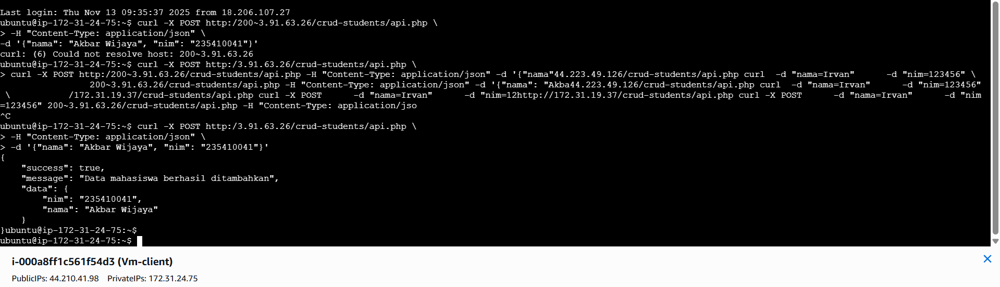 Last login: Thu Nov 13 09:35:37 2025 from 18.206.107.27
ubuntu@ip-172-31-24-75:~$ curl -X POST http:/200~3.91.63.26/crud-students/api.php \
> -H "Content-Type: application/json" \
-d '{"nama": "Akbar Wijaya", "nim": "235410041"}'
curl: (6) Could not resolve host: 200~3.91.63.26
ubuntu@ip-172-31-24-75:~$ curl -X POST http:/3.91.63.26/crud-students/api.php \
> curl -X POST http:/200~3.91.63.26/crud-students/api.php -H "Content-Type: application/json" -d '{"nama"44.223.49.126/crud-students/api.php curl  -d "nama=Irvan"      -d "nim=123456" \
                 200~3.91.63.26/crud-students/api.php -H "Content-Type: application/json" -d '{"nama": "Akba44.223.49.126/crud-students/api.php curl  -d "nama=Irvan"      -d "nim=123456"
 \           /172.31.19.37/crud-students/api.php curl -X POST      -d "nama=Irvan"      -d "nim=12http://172.31.19.37/crud-students/api.php curl -X POST      -d "nama=Irvan"      -d "nim
=123456" 200~3.91.63.26/crud-students/api.php -H "Content-Type: application/jso
^C
ubuntu@ip-172-31-24-75:~$ curl -X POST http:/3.91.63.26/crud-students/api.php \
> -H "Content-Type: application/json" \
> -d '{"nama": "Akbar Wijaya", "nim": "235410041"}'
{
    "success": true,
    "message": "Data mahasiswa berhasil ditambahkan",
    "data": {
        "nim": "235410041",
        "nama": "Akbar Wijaya"
    }
}ubuntu@ip-172-31-24-75:~$
ubuntu@ip-172-31-24-75:~$
i-000a8ff1c561f54d3 (Vm-client)
PublicIPs: 44.210.41.98    PrivateIPs: 172.31.24.75